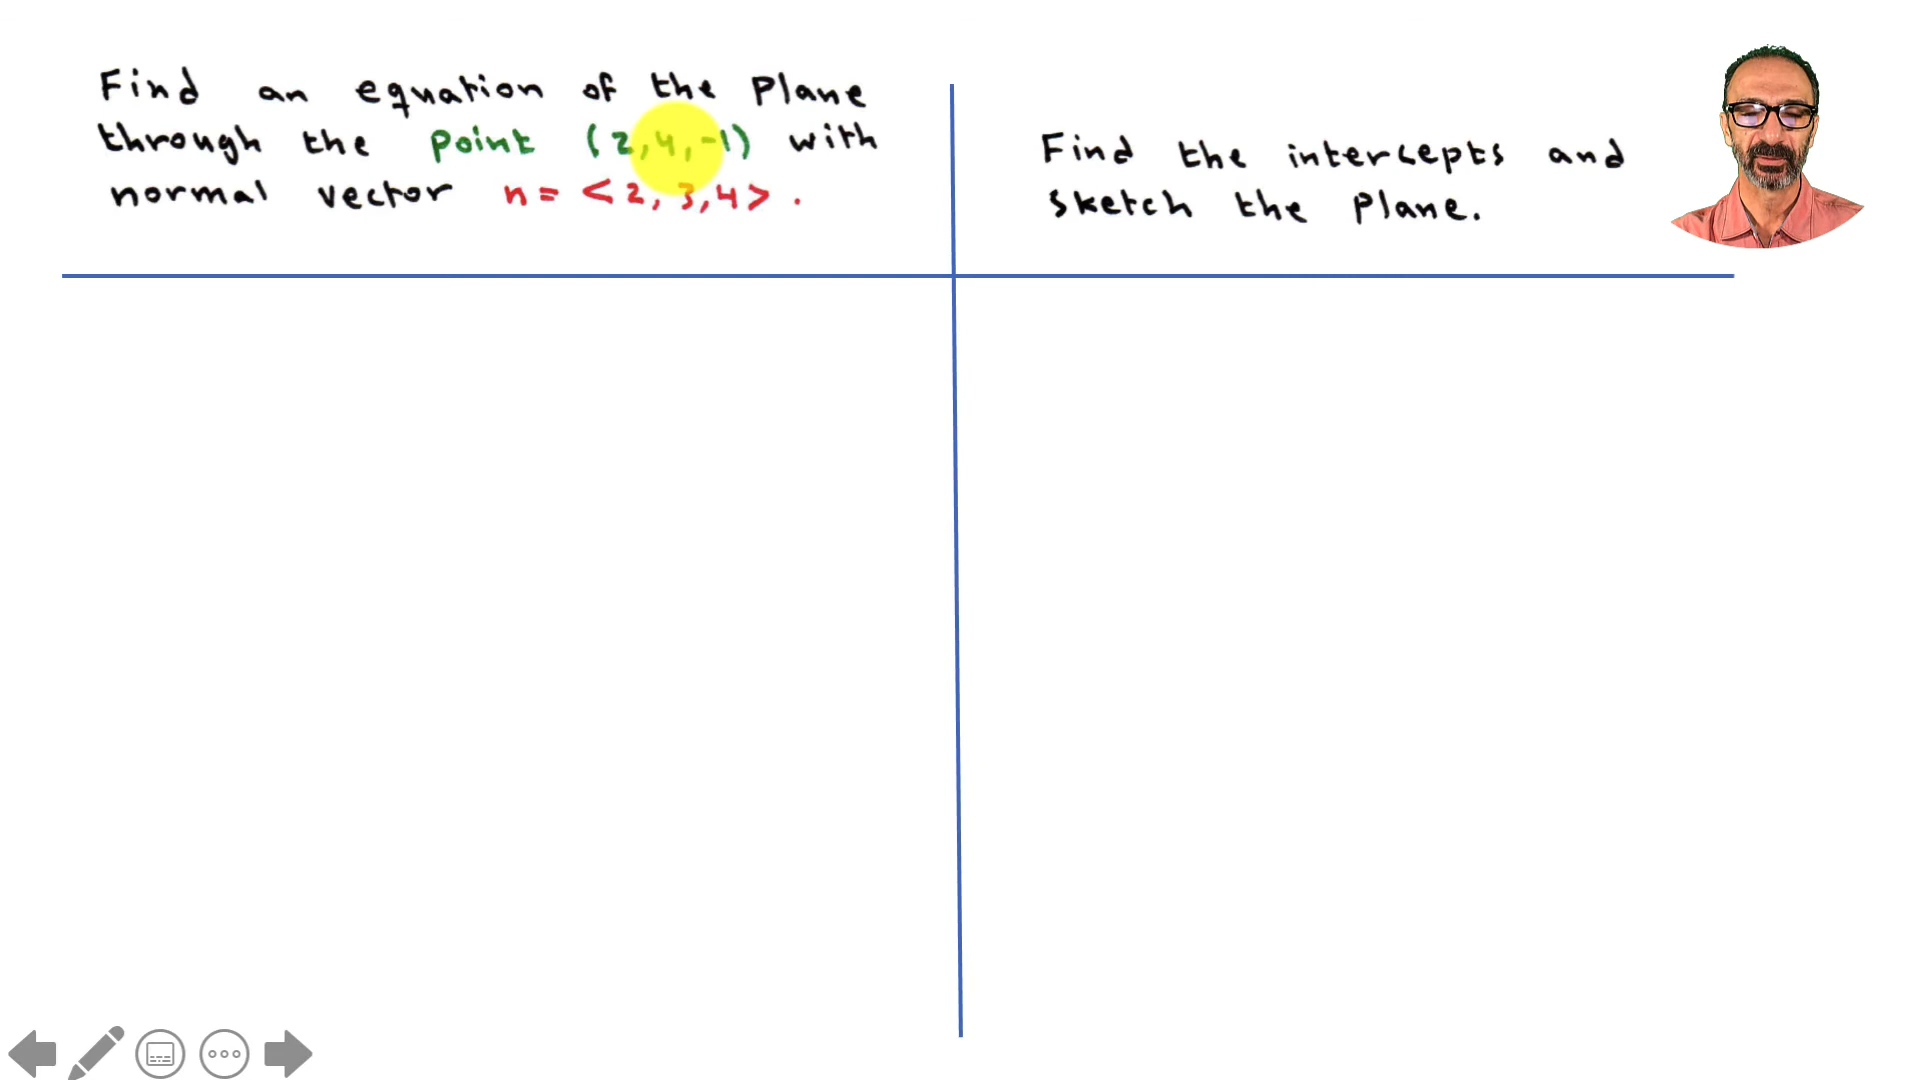 Find an equation of the plane
through the point (2,4,-1) with
normal vector n = <2, 3, 4> .
Find the intercepts and
sketch the plane.